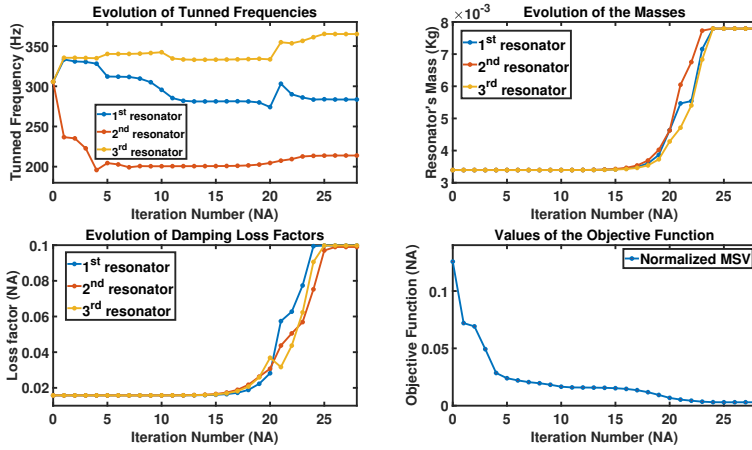 Evolution of Tunned Frequencies
Tunned Frequency (Hz)
350
300
250
200
1st resonator
2nd resonator
3rd resonator
0 5 10 15 20 25
Iteration Number (NA)
Evolution of the Masses
×10-3
Resonator's Mass (Kg)
8
7
6
5
4
3
1st resonator
2nd resonator
3rd resonator
0 5 10 15 20 25
Iteration Number (NA)
Evolution of Damping Loss Factors
Loss factor (NA)
0.1
0.08
0.06
0.04
0.02
1st resonator
2nd resonator
3rd resonator
0 5 10 15 20 25
Iteration Number (NA)
Values of the Objective Function
Objective Function (NA)
0.1
0.05
0
Normalized MSV
0 5 10 15 20 25
Iteration Number (NA)